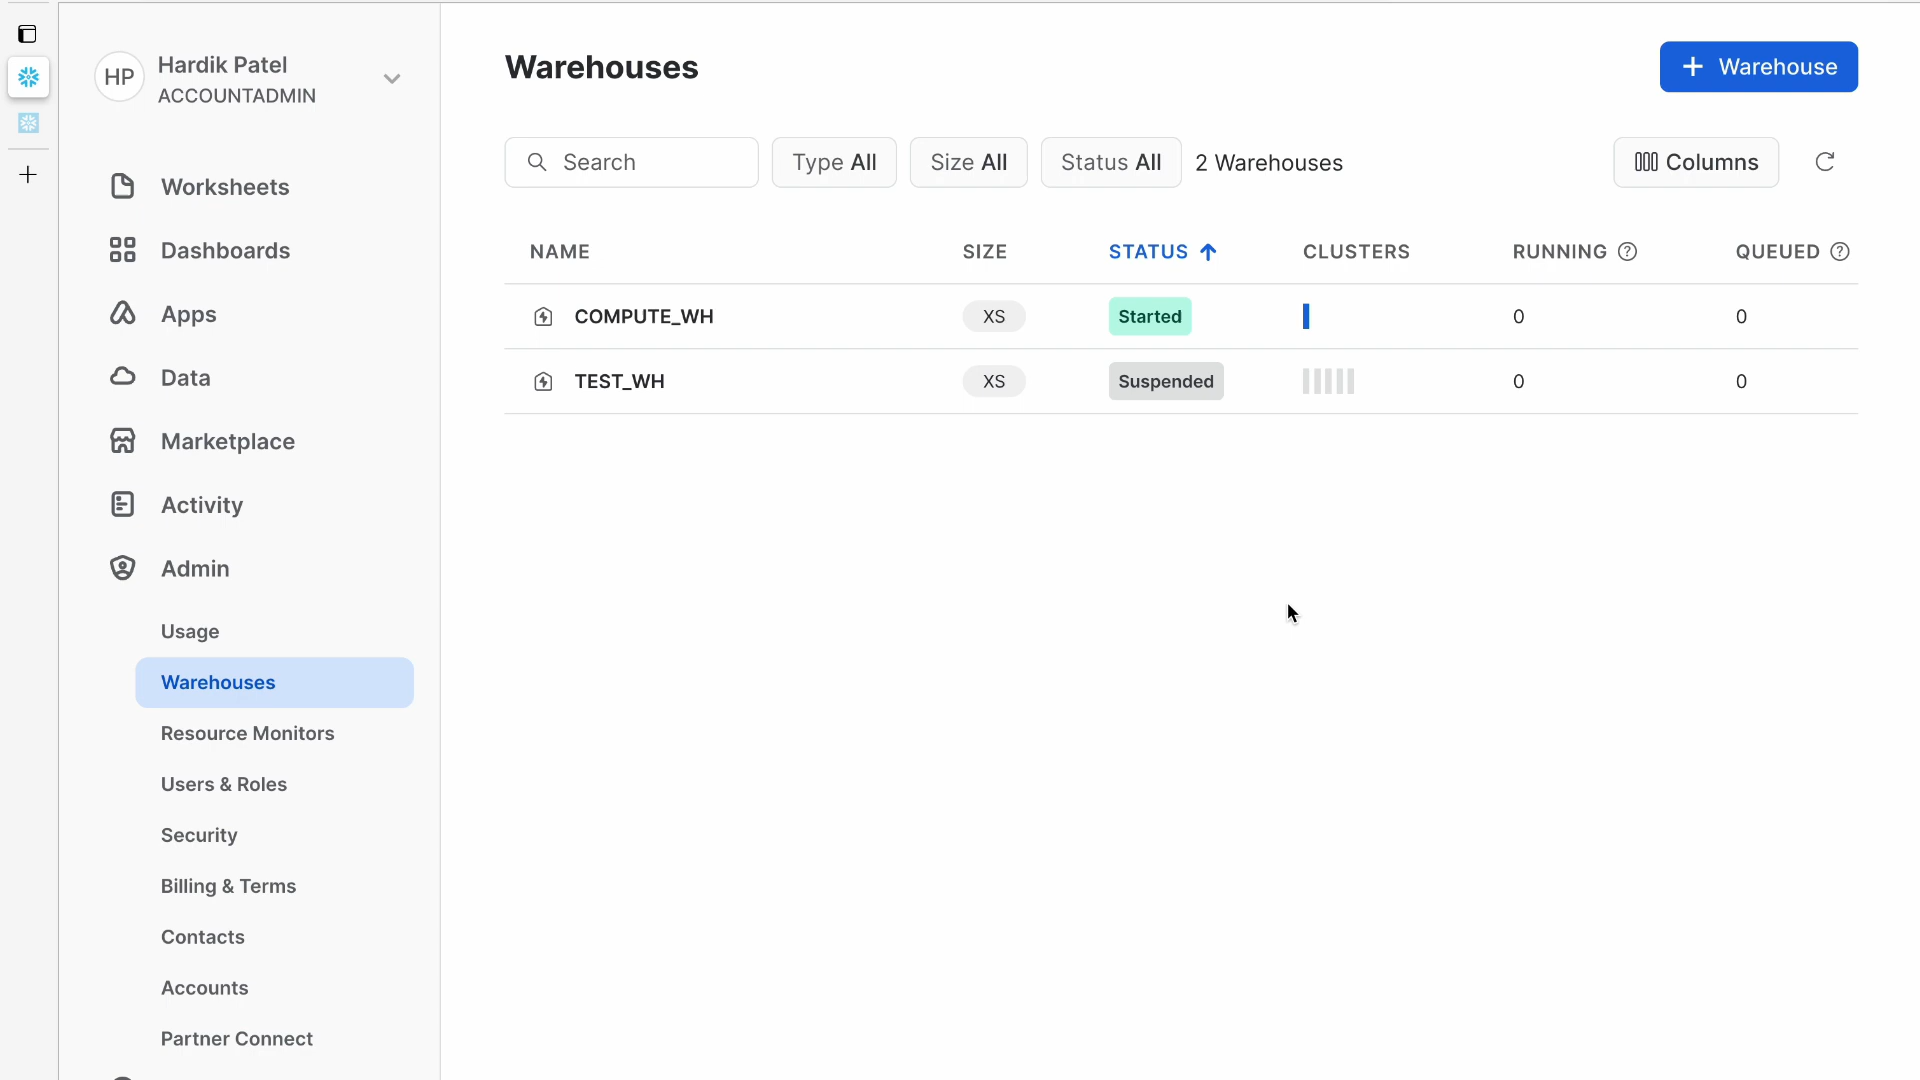 HP
Hardik Patel
ACCOUNTADMIN
Worksheets
Dashboards
Apps
Data
Marketplace
Activity
Admin
Usage
Warehouses
Resource Monitors
Users & Roles
Security
Billing & Terms
Contacts
Accounts
Partner Connect
Warehouses
+ Warehouse
Search
Type All
Size All
Status All
2 Warehouses
Columns
NAME SIZE STATUS CLUSTERS RUNNING ? QUEUED ?
COMPUTE_WH XS Started 0 0
TEST_WH XS Suspended 0 0